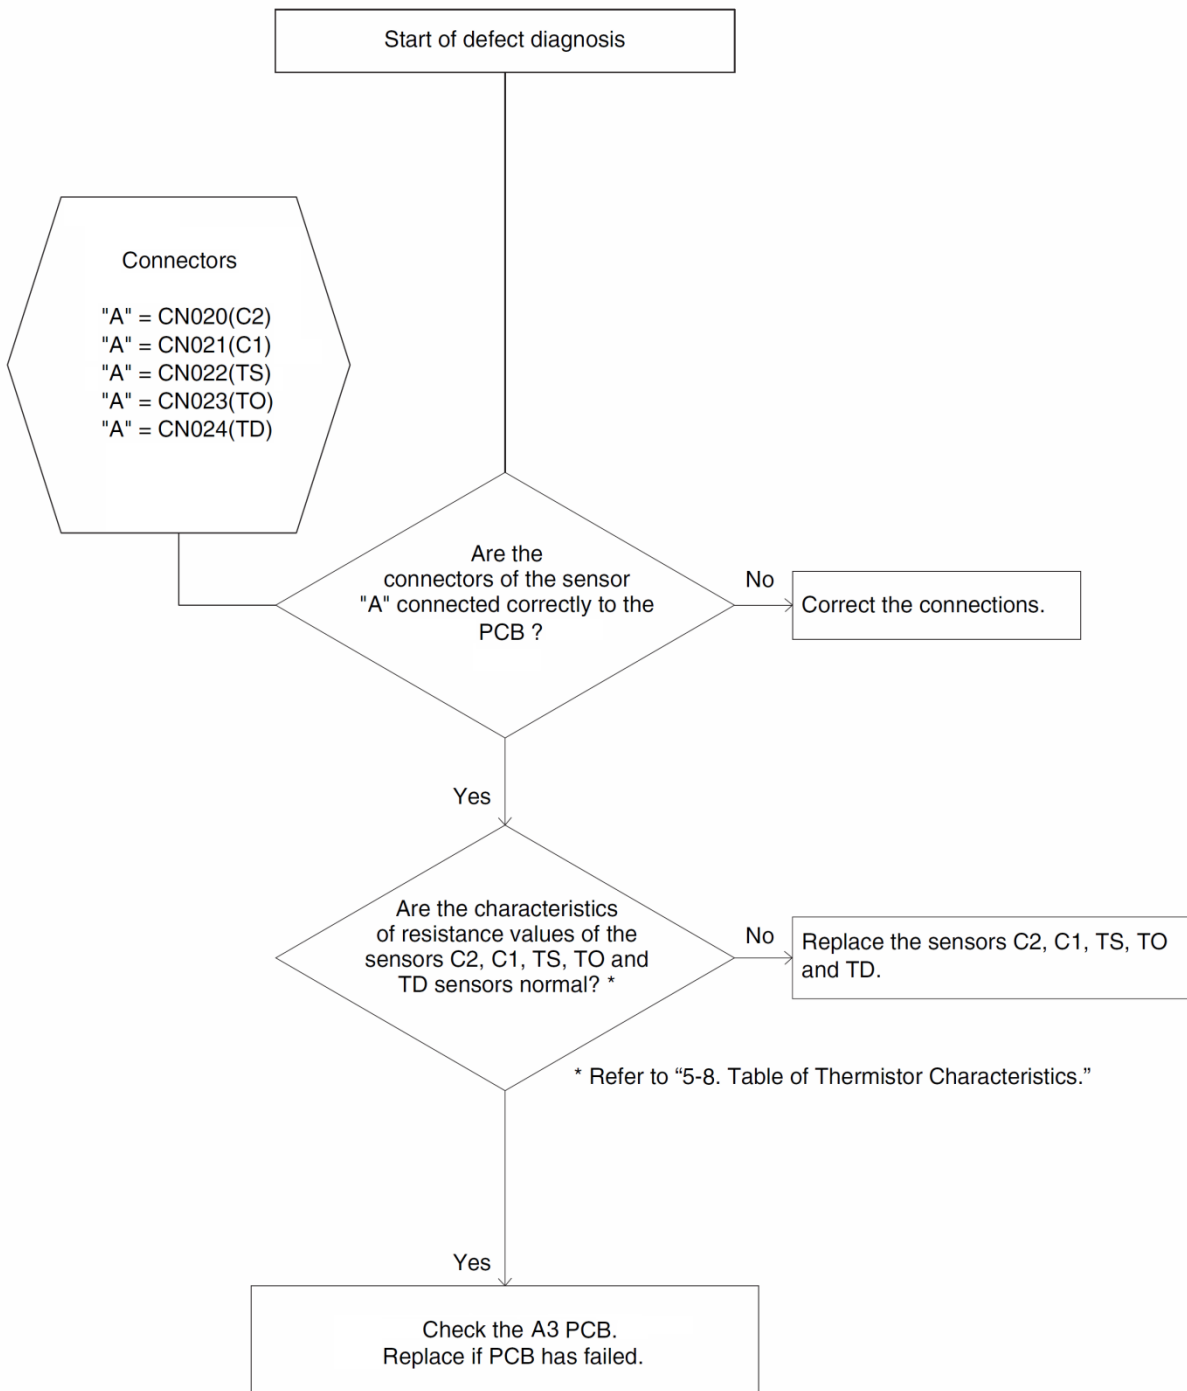 Start of defect diagnosis
Connectors
"A" = CN020(C2)
"A" = CN021(C1)
"A" = CN022(TS)
"A" = CN023(TO)
"A" = CN024(TD)
Are the
connectors of the sensor
"A" connected correctly to the
PCB ?
No
Correct the connections.
Yes
Are the characteristics
of resistance values of the
sensors C2, C1, TS, TO and
TD sensors normal? *
No
Replace the sensors C2, C1, TS, TO
and TD.
* Refer to “5-8. Table of Thermistor Characteristics.”
Yes
Check the A3 PCB.
Replace if PCB has failed.